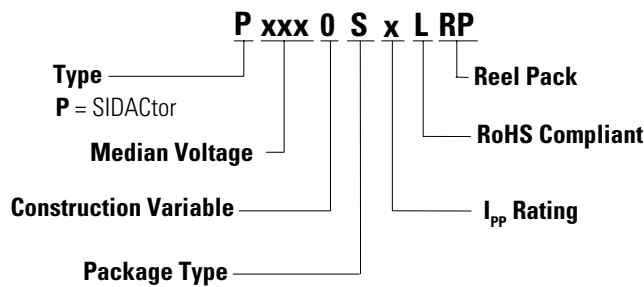 P xxx 0 S x L RP
Type
P = SIDACtor
Reel Pack
RoHS Compliant
Median Voltage
Construction Variable
IPP Rating
Package Type